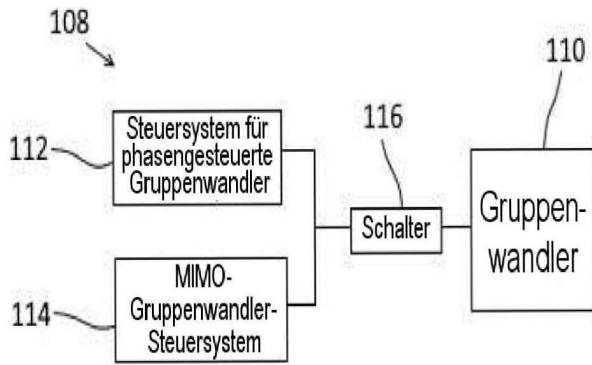 108
110
116
112
Steuersystem für
phasengesteuerte
Gruppenwandler
Schalter
Gruppen-
wandler
114
MIMO-
Gruppenwandler-
Steuersystem